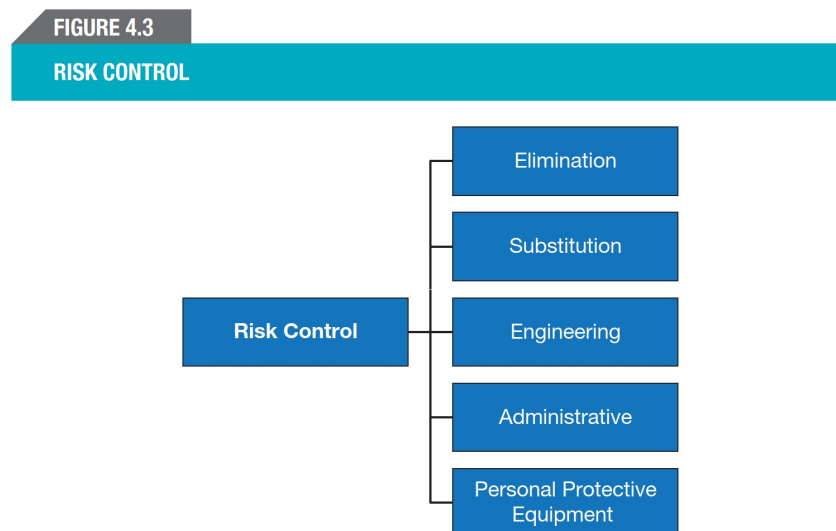 FIGURE 4.3
RISK CONTROL
Elimination
Substitution
Risk Control
Engineering
Administrative
Personal Protective
Equipment